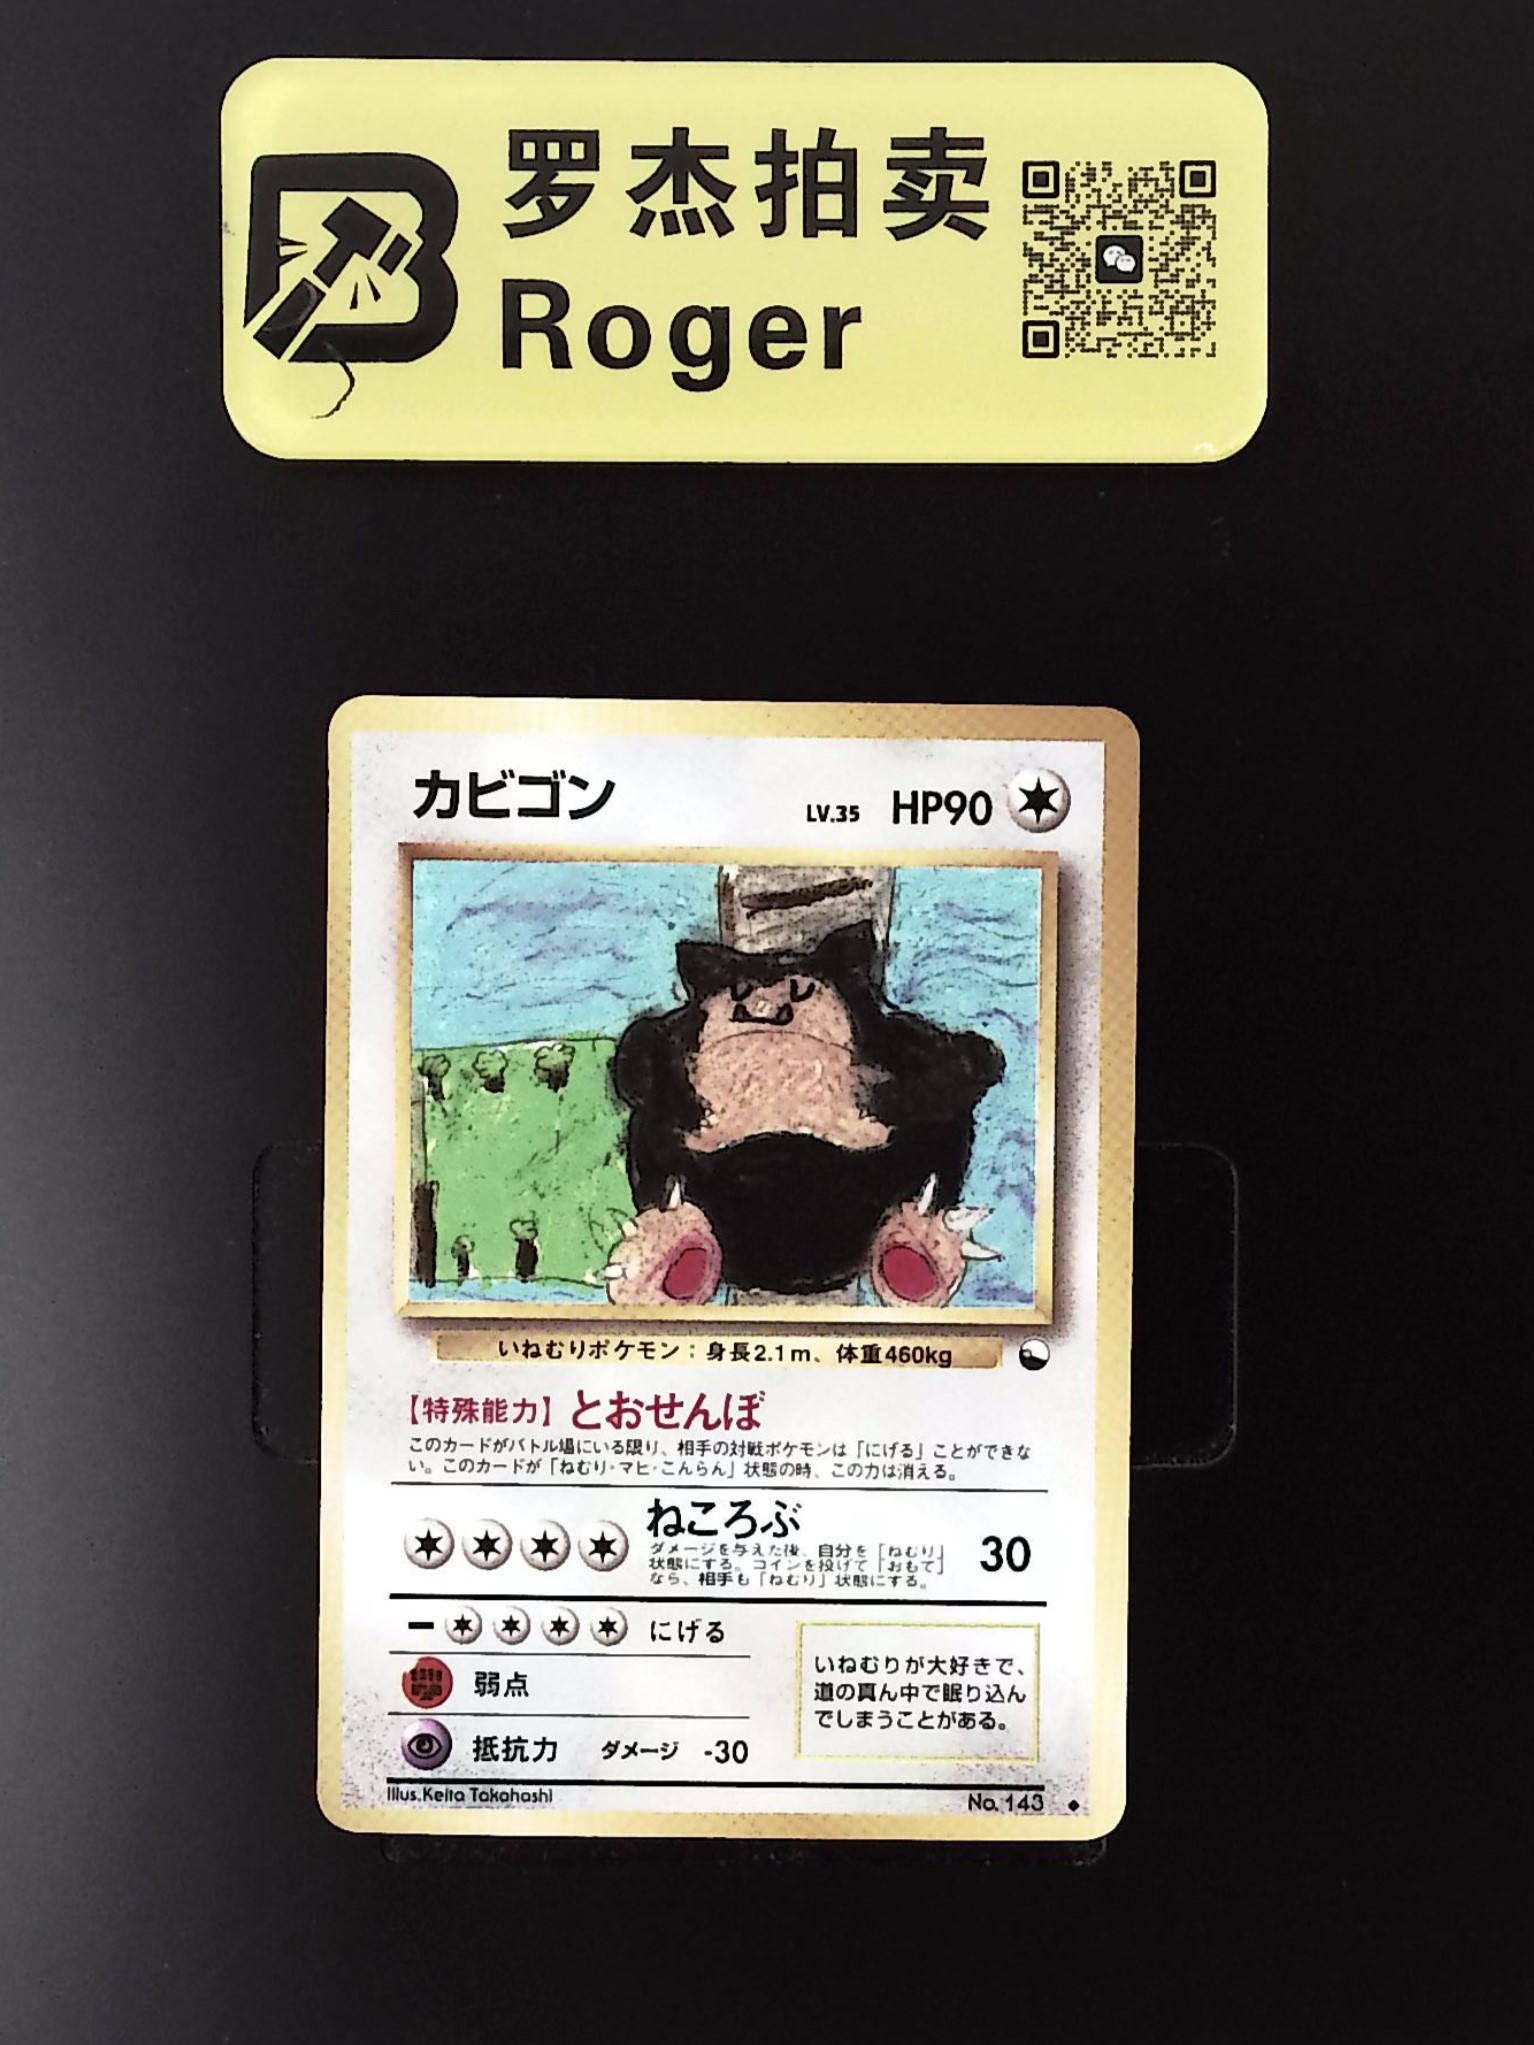 罗杰拍卖
Roger
カビゴン LV.35 HP90
いねむりポケモン：身長2.1m、体重460kg
【特殊能力】とおせんぼ
このカードがバトル場にいる限り、相手の対戦ポケモンは「にげる」ことができな
い。このカードが「ねむり・マヒ・こんらん」状態の時、この力は消える。
ねころぶ 30
ダメージを与えた後、自分を「ねむり」
状態にする。コインを投げて「おもて」
なら、相手も「ねむり」状態にする。
ー にげる
弱点
抵抗力 ダメージ -30
いねむりが大好きで、
道の真ん中で眠り込ん
でしまうことがある。
Illus.Keita Takahashi
No. 143